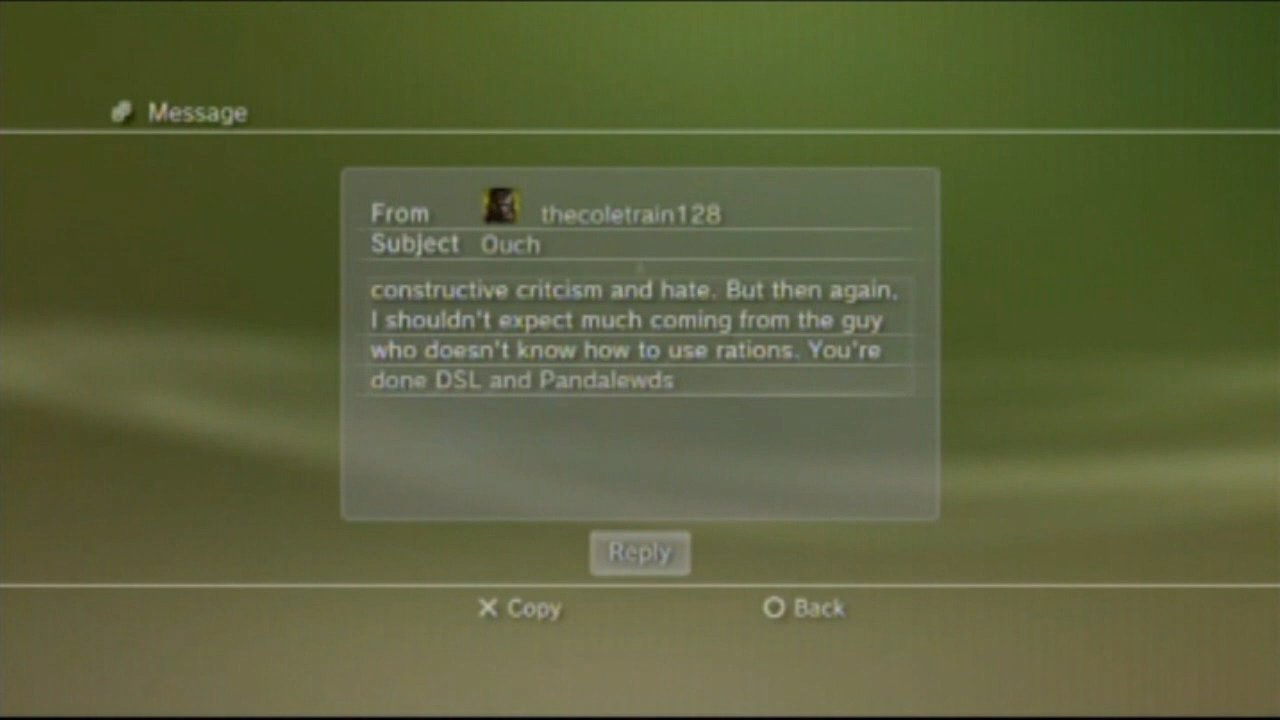 Message
From thecoletrain128
Subject Ouch
constructive critcism and hate. But then again,
I shouldn't expect much coming from the guy
who doesn't know how to use rations. You're
done DSL and Pandalewds
Reply
Copy Back